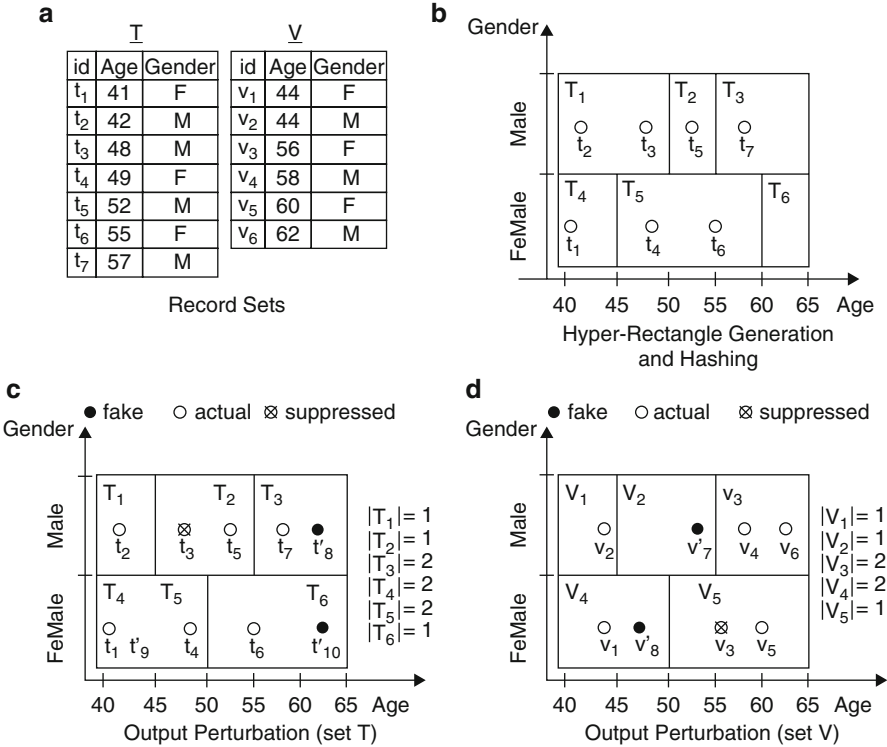 a
T
id Age Gender
t1 41 F
t2 42 M
t3 48 M
t4 49 F
t5 52 M
t6 55 F
t7 57 M
V
id Age Gender
v1 44 F
v2 44 M
v3 56 F
v4 58 M
v5 60 F
v6 62 M
Record Sets
b
Gender
Male
FeMale
T1 T2 T3
t2 t3 t5 t7
T4 T5 T6
t1 t4 t6
40 45 50 55 60 65 Age
Hyper-Rectangle Generation
and Hashing
c
fake actual suppressed
Gender
Male
FeMale
T1 T2 T3
t2 t3 t5 t7 t'8
T4 T5 T6
t1 t'9 t4 t6 t'10
|T1|= 1
|T2|= 1
|T3|= 2
|T4|= 2
|T5|= 2
|T6|= 1
40 45 50 55 60 65 Age
Output Perturbation (set T)
d
fake actual suppressed
Gender
Male
FeMale
V1 V2 v3
v2 v'7 v4 v6
V4 V5
v1 v'8 v3 v5
|V1|= 1
|V2|= 1
|V3|= 2
|V4|= 2
|V5|= 1
40 45 50 55 60 65 Age
Output Perturbation (set V)